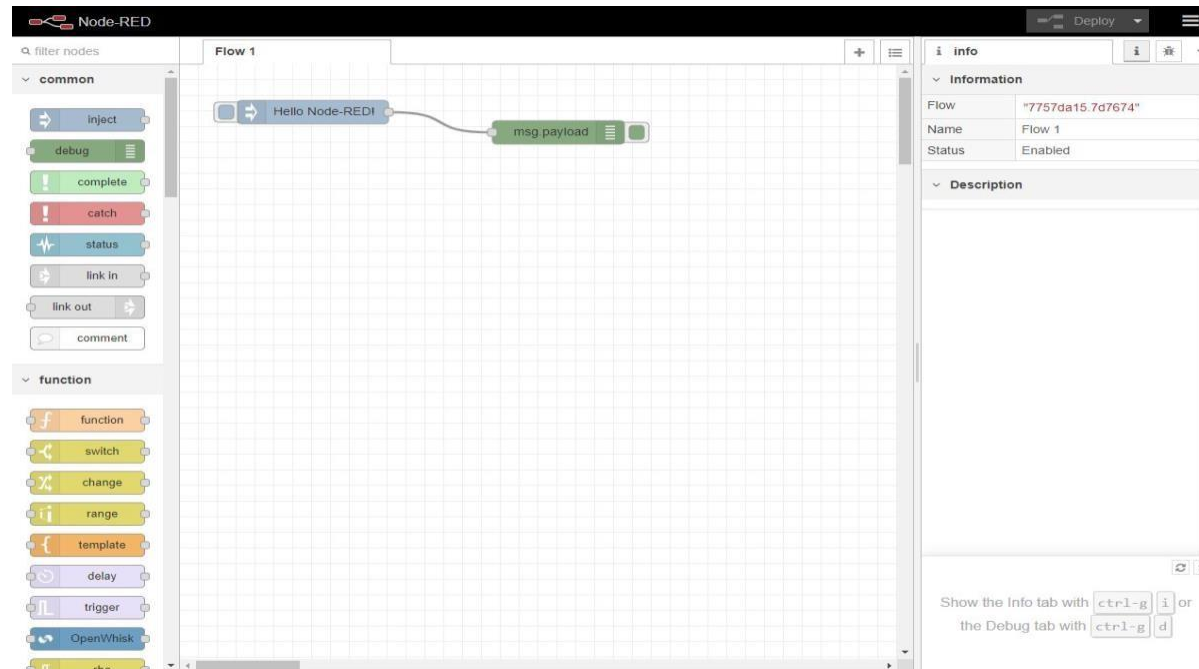 Node-RED
Deploy
filter nodes
Flow 1
i info
i
common
inject
debug
complete
catch
status
link in
link out
comment
function
function
switch
change
range
template
delay
trigger
OpenWhisk
Hello Node-RED!
msg.payload
Information
Flow "7757da15.7d7674"
Name Flow 1
Status Enabled
Description
Show the Info tab with ctrl-g i or
the Debug tab with ctrl-g d